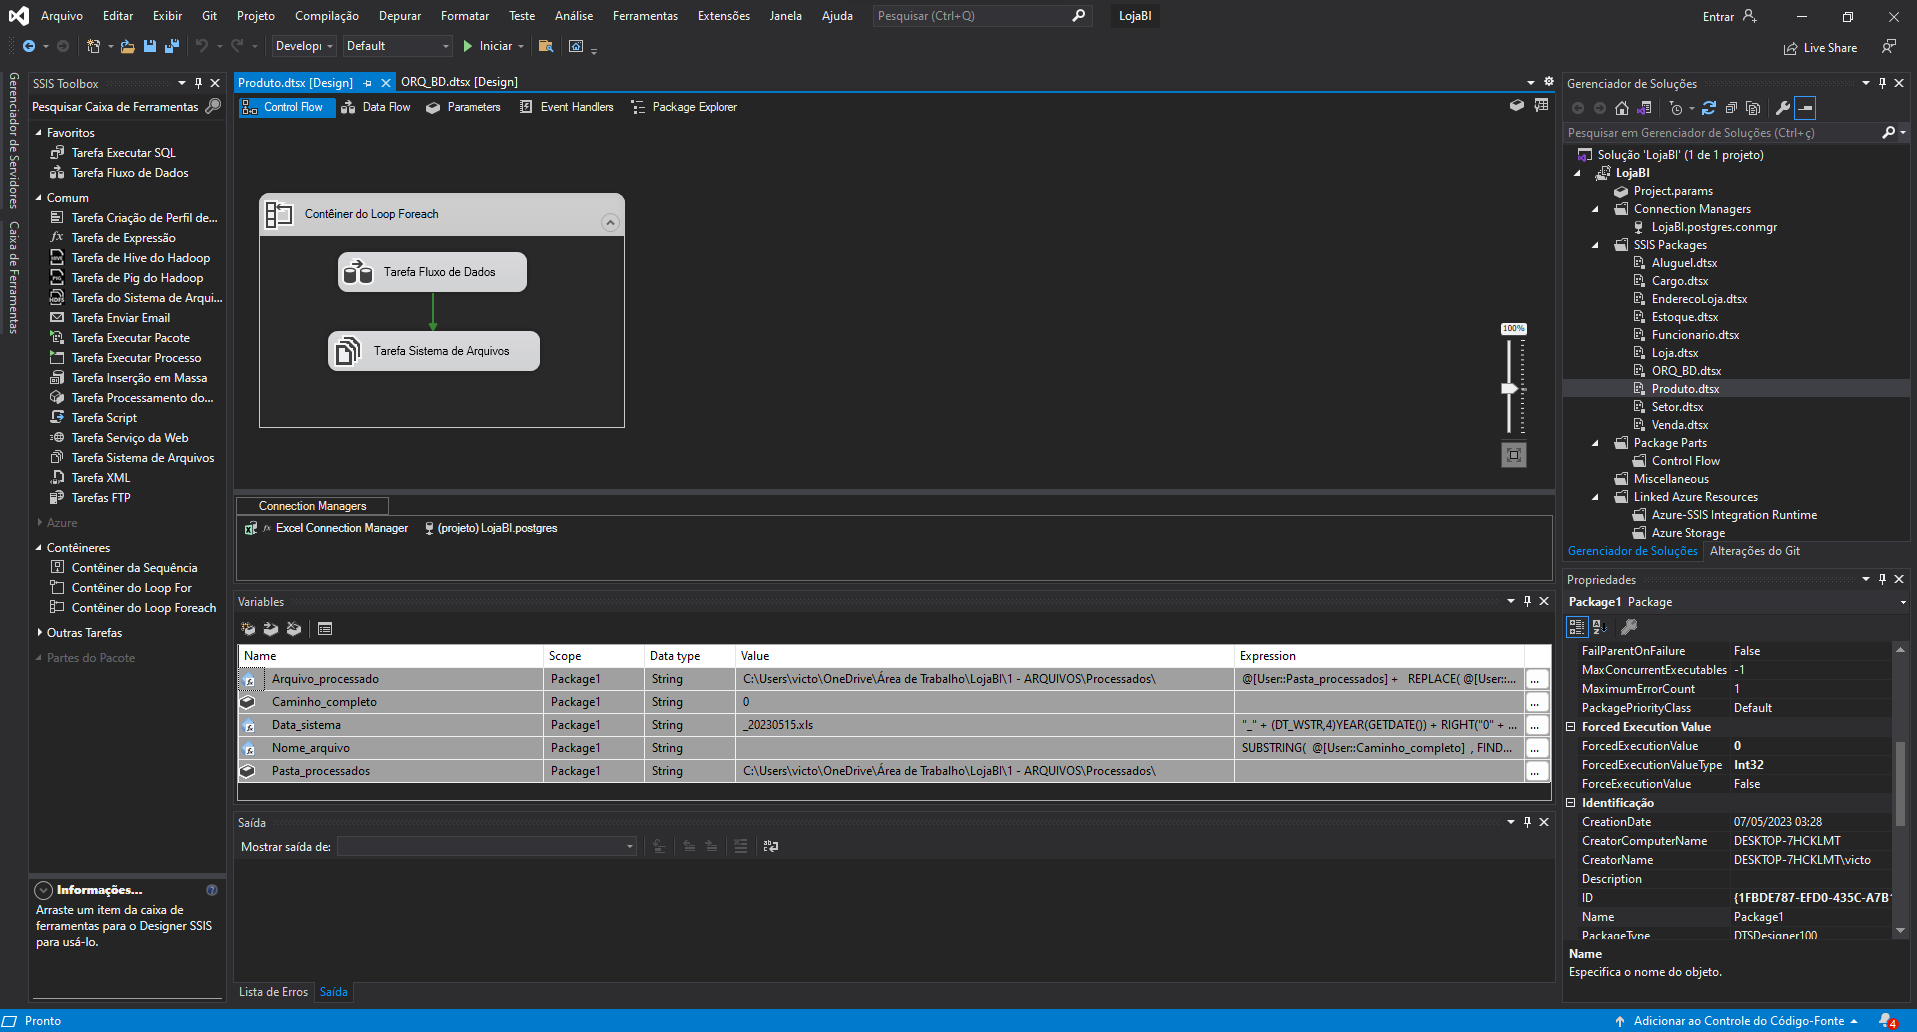 Arquivo Editar Exibir Git Projeto Compilação Depurar Formatar Teste Análise Ferramentas Extensões Janela Ajuda Pesquisar (Ctrl+Q) LojaBI Entrar
Develop Default Iniciar Live Share
Gerenciador de Servidores
Caixa de Ferramentas
SSIS Toolbox
Pesquisar Caixa de Ferramentas
Favoritos
Tarefa Executar SQL
Tarefa Fluxo de Dados
Comum
Tarefa Criação de Perfil de...
Tarefa de Expressão
Tarefa de Hive do Hadoop
Tarefa de Pig do Hadoop
Tarefa do Sistema de Arqui...
Tarefa Enviar Email
Tarefa Executar Pacote
Tarefa Executar Processo
Tarefa Inserção em Massa
Tarefa Processamento do...
Tarefa Script
Tarefa Serviço da Web
Tarefa Sistema de Arquivos
Tarefa XML
Tarefas FTP
Azure
Contêineres
Contêiner da Sequência
Contêiner do Loop For
Contêiner do Loop Foreach
Outras Tarefas
Partes do Pacote
Informações...
Arraste um item da caixa de
ferramentas para o Designer SSIS
para usá-lo.
Produto.dtsx [Design] ORQ_BD.dtsx [Design]
Control Flow Data Flow Parameters Event Handlers Package Explorer
Contêiner do Loop Foreach
Tarefa Fluxo de Dados
Tarefa Sistema de Arquivos
100%
Connection Managers
Excel Connection Manager (projeto) LojaBI.postgres
Variables
Name Scope Data type Value Expression
Arquivo_processado Package1 String C:\Users\victo\OneDrive\Área de Trabalho\LojaBI\1 - ARQUIVOS\Processados\ @[User::Pasta_processados] + REPLACE( @[User::... ...
Caminho_completo Package1 String 0 ...
Data_sistema Package1 String _20230515.xls "_" + (DT_WSTR,4)YEAR(GETDATE()) + RIGHT("0" + ... ...
Nome_arquivo Package1 String SUBSTRING( @[User::Caminho_completo] , FIND... ...
Pasta_processados Package1 String C:\Users\victo\OneDrive\Área de Trabalho\LojaBI\1 - ARQUIVOS\Processados\ ...
Saída
Mostrar saída de:
Lista de Erros Saída
Gerenciador de Soluções
Pesquisar em Gerenciador de Soluções (Ctrl+ç)
Solução 'LojaBI' (1 de 1 projeto)
LojaBI
Project.params
Connection Managers
LojaBI.postgres.conmgr
SSIS Packages
Aluguel.dtsx
Cargo.dtsx
EnderecoLoja.dtsx
Estoque.dtsx
Funcionario.dtsx
Loja.dtsx
ORQ_BD.dtsx
Produto.dtsx
Setor.dtsx
Venda.dtsx
Package Parts
Control Flow
Miscellaneous
Linked Azure Resources
Azure-SSIS Integration Runtime
Azure Storage
Gerenciador de Soluções Alterações do Git
Propriedades
Package1 Package
FailParentOnFailure False
MaxConcurrentExecutables -1
MaximumErrorCount 1
PackagePriorityClass Default
Forced Execution Value
ForcedExecutionValue 0
ForcedExecutionValueType Int32
ForceExecutionValue False
Identificação
CreationDate 07/05/2023 03:28
CreatorComputerName DESKTOP-7HCKLMT
CreatorName DESKTOP-7HCKLMT\victo
Description
ID {1FBDE787-EFD0-435C-A7B1
Name Package1
PackageType DTSDesigner100
Name
Especifica o nome do objeto.
Pronto Adicionar ao Controle do Código-Fonte 4